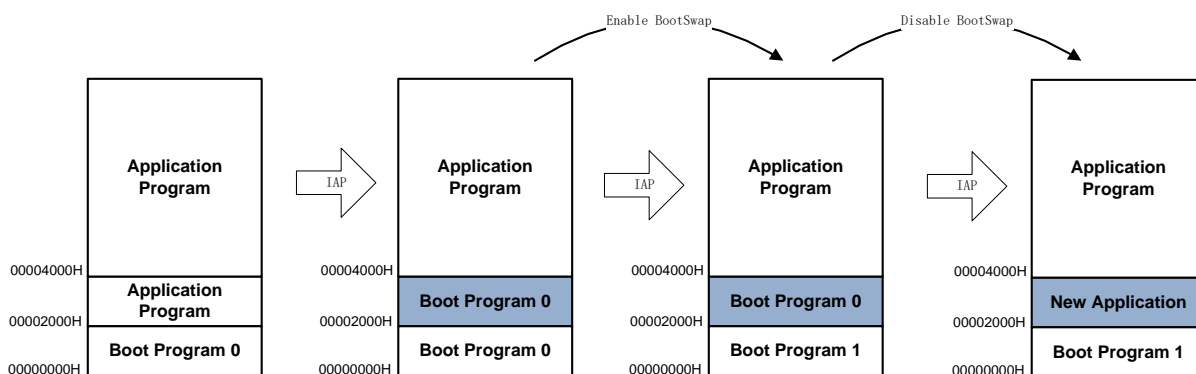 Enable BootSwap
Disable BootSwap
Application
Program
00004000H
Application
Program
00002000H
Boot Program 0
00000000H
IAP
Application
Program
00004000H
Boot Program 0
00002000H
Boot Program 0
00000000H
IAP
Application
Program
00004000H
Boot Program 0
00002000H
Boot Program 1
00000000H
IAP
Application
Program
00004000H
New Application
00002000H
Boot Program 1
00000000H